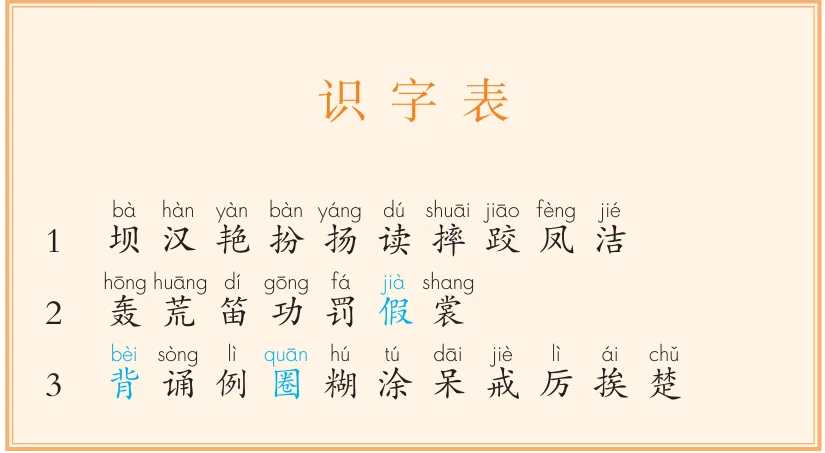 识字表
bà hàn yàn bàn yáng dú shuāi jiāo fèng jié
1 坝 汉 艳 扮 扬 读 摔 跤 凤 洁
hōng huāng dí gōng fá jià shang
2 轰 荒 笛 功 罚 假 裳
bèi sòng lì quān hú tú dāi jiè lì ái chǔ
3 背 诵 例 圈 糊 涂 呆 戒 厉 挨 楚